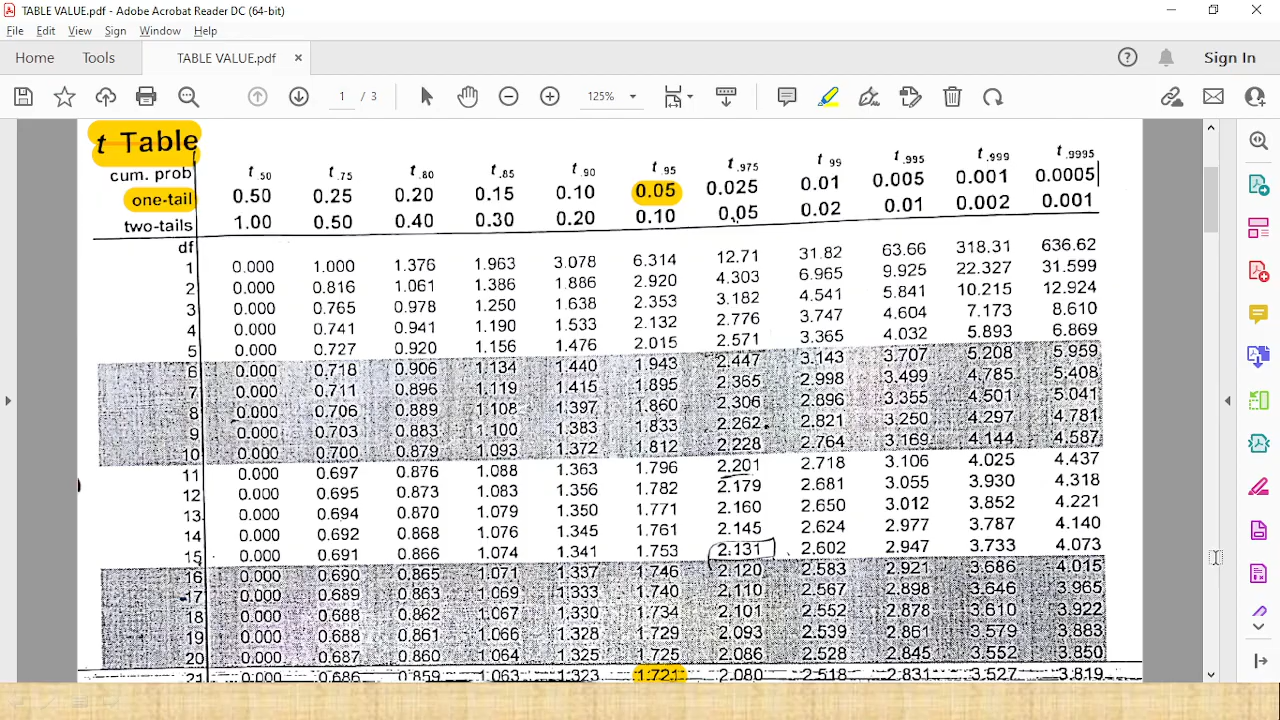 TABLE VALUE.pdf - Adobe Acrobat Reader DC (64-bit)
File Edit View Sign Window Help
Home Tools TABLE VALUE.pdf × Sign In
1 / 3 125%
t Table
cum. prob t .50 t .75 t .80 t .85 t .90 t .95 t .975 t .99 t .995 t .999 t .9995
one-tail 0.50 0.25 0.20 0.15 0.10 0.05 0.025 0.01 0.005 0.001 0.0005
two-tails 1.00 0.50 0.40 0.30 0.20 0.10 0.05 0.02 0.01 0.002 0.001
df
1 0.000 1.000 1.376 1.963 3.078 6.314 12.71 31.82 63.66 318.31 636.62
2 0.000 0.816 1.061 1.386 1.886 2.920 4.303 6.965 9.925 22.327 31.599
3 0.000 0.765 0.978 1.250 1.638 2.353 3.182 4.541 5.841 10.215 12.924
4 0.000 0.741 0.941 1.190 1.533 2.132 2.776 3.747 4.604 7.173 8.610
5 0.000 0.727 0.920 1.156 1.476 2.015 2.571 3.365 4.032 5.893 6.869
6 0.000 0.718 0.906 1.134 1.440 1.943 2.447 3.143 3.707 5.208 5.959
7 0.000 0.711 0.896 1.119 1.415 1.895 2.365 2.998 3.499 4.785 5.408
8 0.000 0.706 0.889 1.108 1.397 1.860 2.306 2.896 3.355 4.501 5.041
9 0.000 0.703 0.883 1.100 1.383 1.833 2.262 2.821 3.250 4.297 4.781
10 0.000 0.700 0.879 1.093 1.372 1.812 2.228 2.764 3.169 4.144 4.587
11 0.000 0.697 0.876 1.088 1.363 1.796 2.201 2.718 3.106 4.025 4.437
12 0.000 0.695 0.873 1.083 1.356 1.782 2.179 2.681 3.055 3.930 4.318
13 0.000 0.694 0.870 1.079 1.350 1.771 2.160 2.650 3.012 3.852 4.221
14 0.000 0.692 0.868 1.076 1.345 1.761 2.145 2.624 2.977 3.787 4.140
15 0.000 0.691 0.866 1.074 1.341 1.753 2.131 2.602 2.947 3.733 4.073
16 0.000 0.690 0.865 1.071 1.337 1.746 2.120 2.583 2.921 3.686 4.015
17 0.000 0.689 0.863 1.069 1.333 1.740 2.110 2.567 2.898 3.646 3.965
18 0.000 0.688 0.862 1.067 1.330 1.734 2.101 2.552 2.878 3.610 3.922
19 0.000 0.688 0.861 1.066 1.328 1.729 2.093 2.539 2.861 3.579 3.883
20 0.000 0.687 0.860 1.064 1.325 1.725 2.086 2.528 2.845 3.552 3.850
21 0.000 0.686 0.859 1.063 1.323 1.721 2.080 2.518 2.831 3.527 3.819